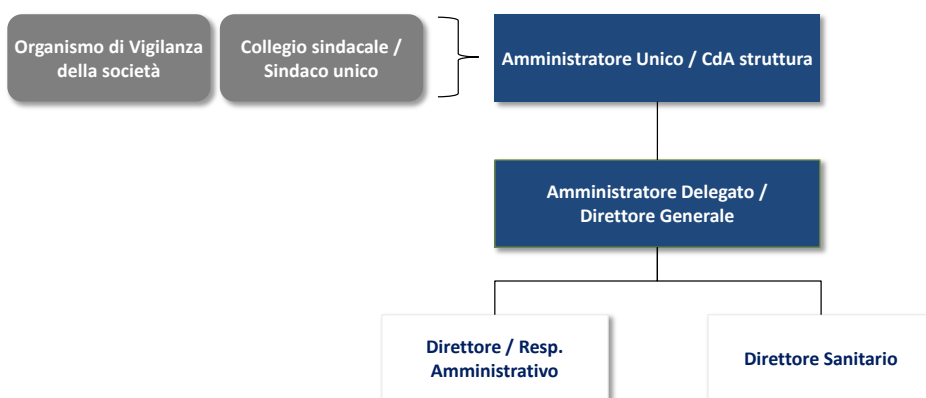 Organismo di Vigilanza
della società
Collegio sindacale /
Sindaco unico
Amministratore Unico / CdA struttura
Amministratore Delegato /
Direttore Generale
Direttore / Resp.
Amministrativo
Direttore Sanitario